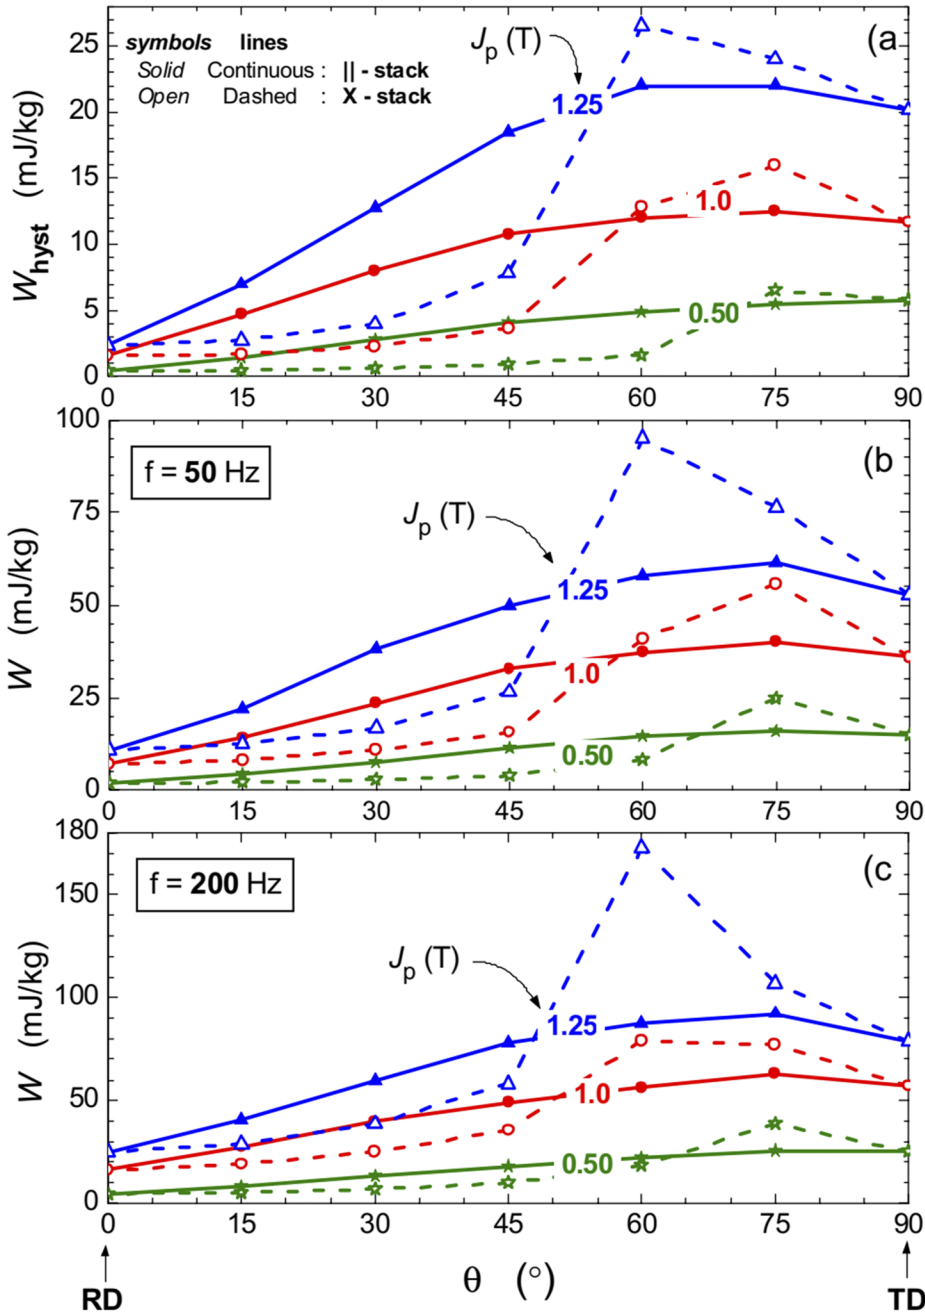 (a
25
20
15
10
5
0
W hyst (mJ/kg)
symbols lines
Solid Continuous : || - stack
Open Dashed : X - stack
Jp (T)
1.25
1.0
0.50
0 15 30 45 60 75 90
(b
100
75
50
25
0
W (mJ/kg)
f = 50 Hz
Jp (T)
1.25
1.0
0.50
0 15 30 45 60 75 90
(c
180
150
100
50
0
W (mJ/kg)
f = 200 Hz
Jp (T)
1.25
1.0
0.50
0 15 30 45 60 75 90
θ (°)
RD TD